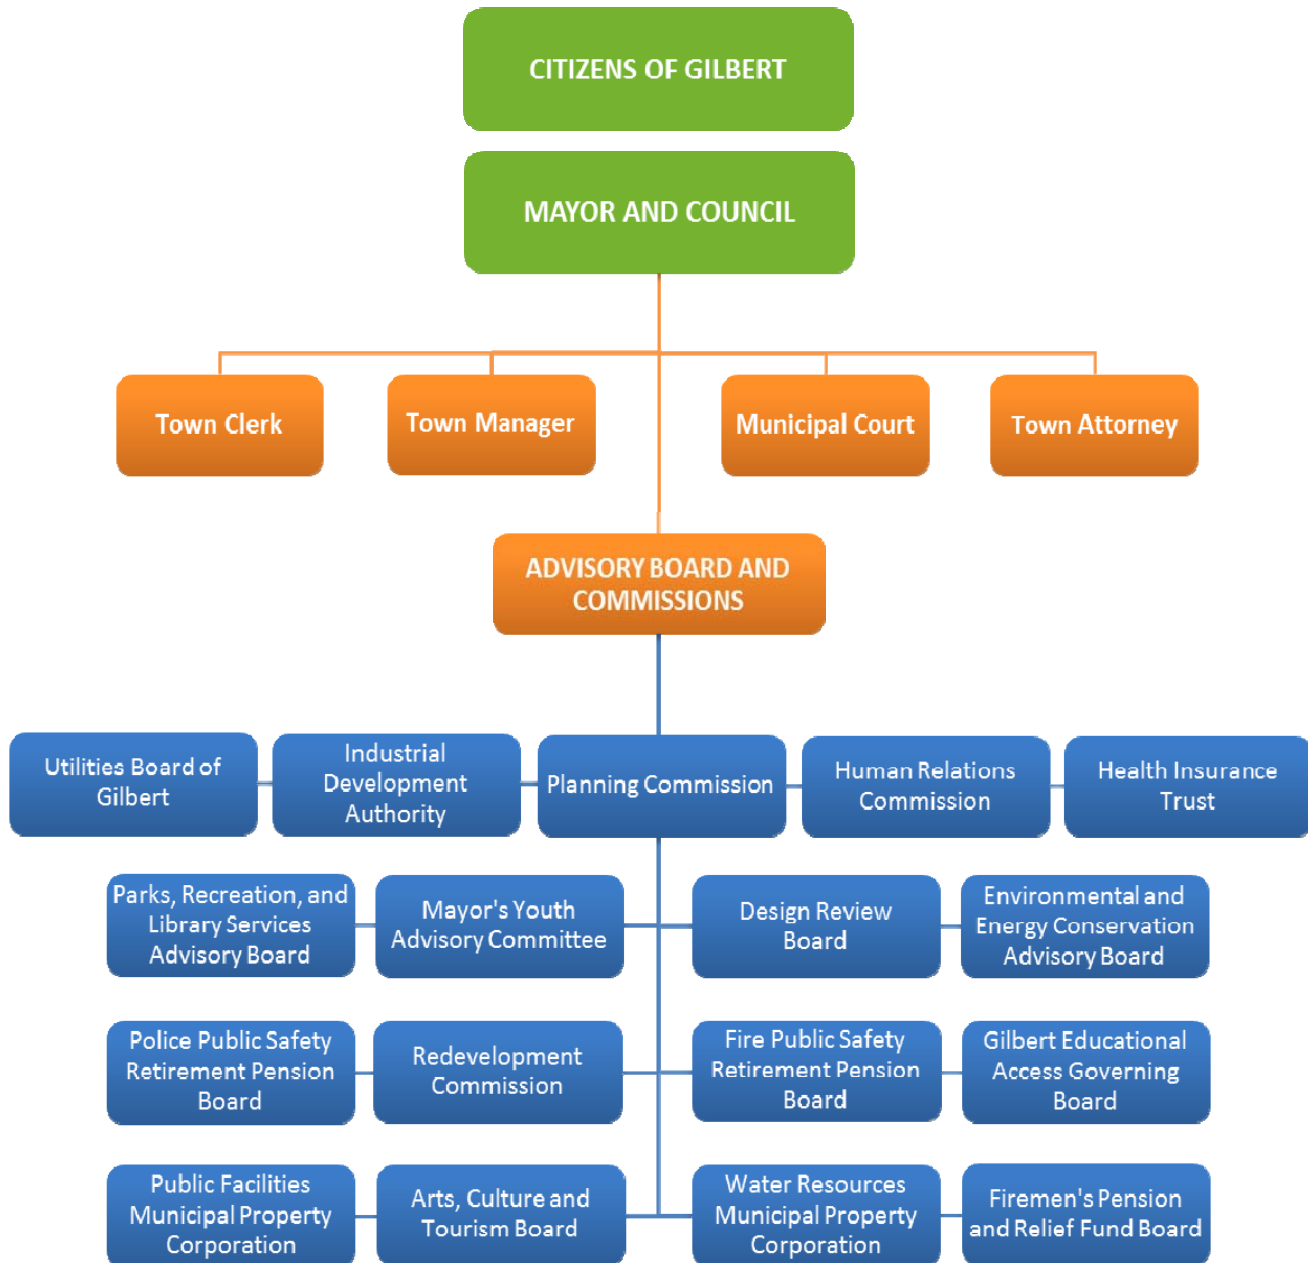 CITIZENS OF GILBERT
MAYOR AND COUNCIL
Town Clerk
Town Manager
Municipal Court
Town Attorney
ADVISORY BOARD AND
COMMISSIONS
Utilities Board of
Gilbert
Industrial
Development
Authority
Planning Commission
Human Relations
Commission
Health Insurance
Trust
Parks, Recreation, and
Library Services
Advisory Board
Mayor's Youth
Advisory Committee
Design Review
Board
Environmental and
Energy Conservation
Advisory Board
Police Public Safety
Retirement Pension
Board
Redevelopment
Commission
Fire Public Safety
Retirement Pension
Board
Gilbert Educational
Access Governing
Board
Public Facilities
Municipal Property
Corporation
Arts, Culture and
Tourism Board
Water Resources
Municipal Property
Corporation
Firemen's Pension
and Relief Fund Board